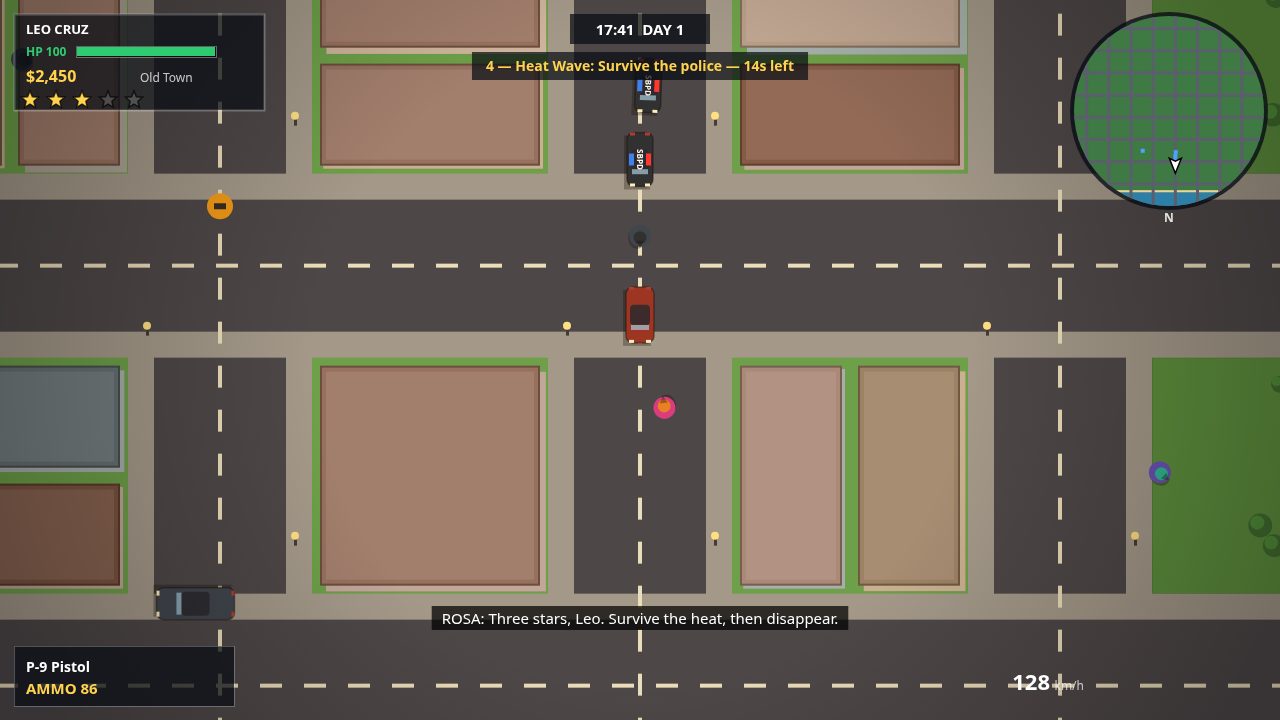 LEO CRUZ
HP 100
$2,450 Old Town
17:41 DAY 1
4 — Heat Wave: Survive the police — 14s left
SBPD
SBPD
N
ROSA: Three stars, Leo. Survive the heat, then disappear.
P-9 Pistol
AMMO 86
128 km/h